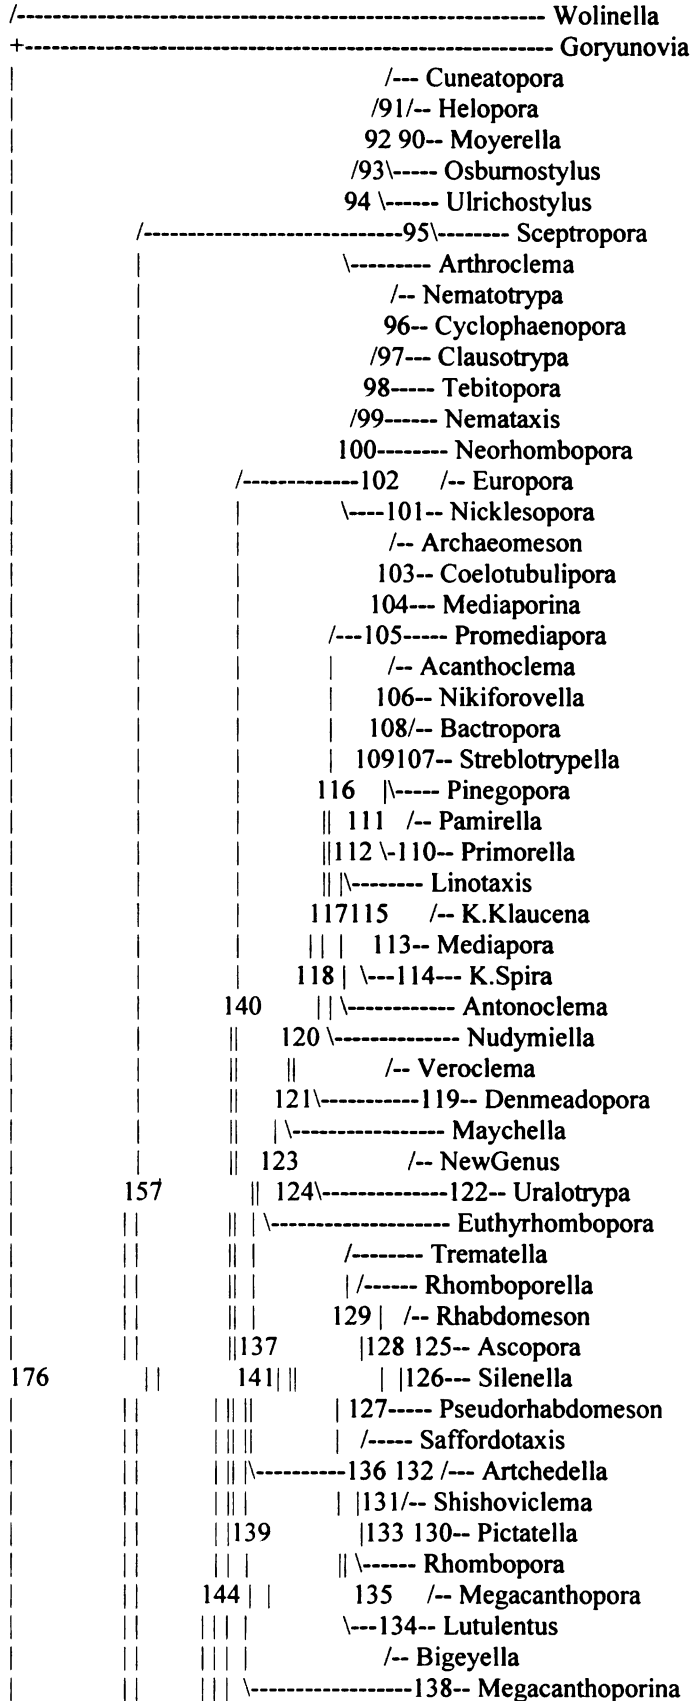 /------------------------------------------------------------ Wolinella
+------------------------------------------------------------ Goryunovia
| /--- Cuneatopora
| /91/-- Helopora
| 92 90-- Moyerella
| /93\----- Osburnostylus
| 94 \------ Ulrichostylus
| /-----------------------------95\-------- Sceptropora
| | \--------- Arthroclema
| | /-- Nematotrypa
| | 96-- Cyclophaenopora
| | /97--- Clausotrypa
| | 98----- Tebitopora
| | /99------ Nemataxis
| | 100-------- Neorhombopora
| | /-------------102 /-- Europora
| | | \----101-- Nicklesopora
| | | /-- Archaeomeson
| | | 103-- Coelotubulipora
| | | 104--- Mediaporina
| | | /---105----- Promediapora
| | | | /-- Acanthoclema
| | | | 106-- Nikiforovella
| | | | 108/-- Bactropora
| | | | 109107-- Streblotrypella
| | | 116 |\----- Pinegopora
| | | || 111 /-- Pamirella
| | | ||112 \-110-- Primorella
| | | || |\-------- Linotaxis
| | | 117115 /-- K.Klaucena
| | | || | 113-- Mediapora
| | | 118 | \---114--- K.Spira
| | 140 || \------------ Antonoclema
| | || 120 \-------------- Nudymiella
| | || || /-- Veroclema
| | || 121\-----------119-- Denmeadopora
| | || | \----------------- Maychella
| | || 123 /-- NewGenus
| 157 || 124\--------------122-- Uralotrypa
| || || | \-------------------- Euthyrhombopora
| || || | /-------- Trematella
| || || | | /------ Rhomboporella
| || || | 129 | /-- Rhabdomeson
| || ||137 |128 125-- Ascopora
176 || 141| || | |126--- Silenella
| || | || || | 127----- Pseudorhabdomeson
| || | || || | /----- Saffordotaxis
| || | || |\----------136 132 /--- Artchedella
| || | || | | |131/-- Shishoviclema
| || | |139 |133 130-- Pictatella
| || || | || \------ Rhombopora
| || 144 | | 135 /-- Megacanthopora
| || || | | \---134-- Lutulentus
| || || | | /-- Bigeyella
| || || | \------------------138-- Megacanthoporina